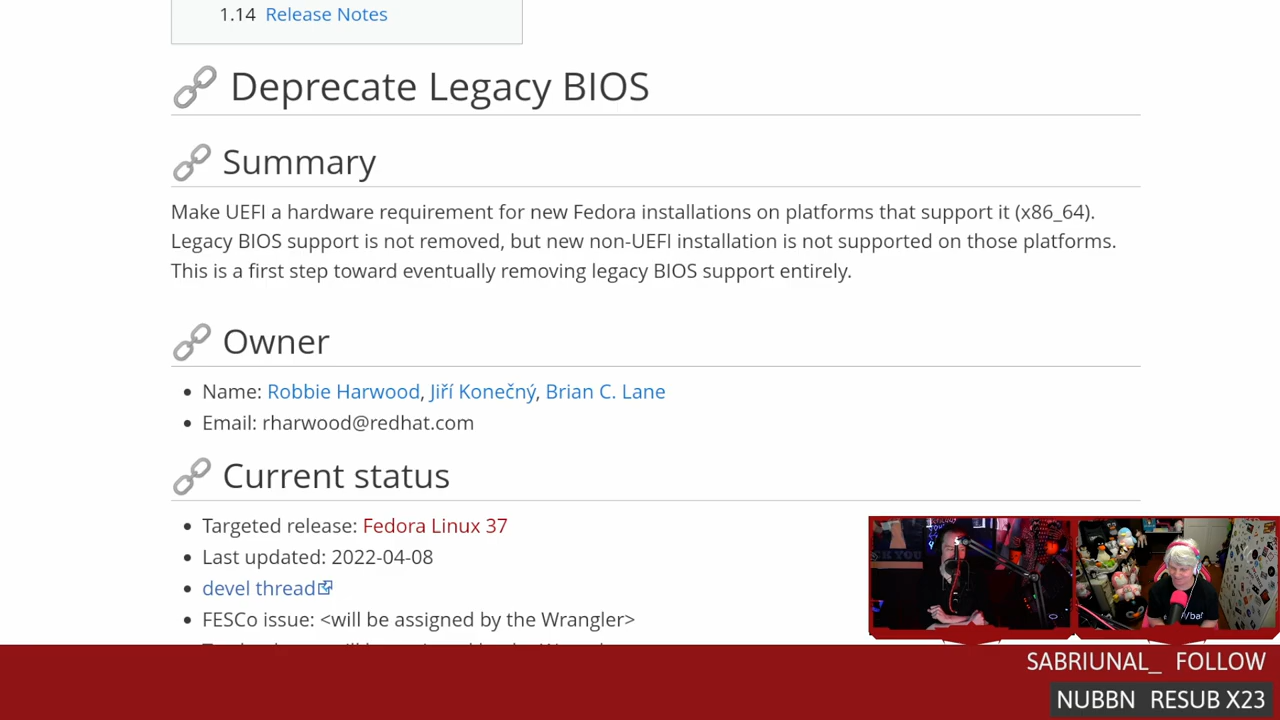 1.14 Release Notes
Deprecate Legacy BIOS
Summary
Make UEFI a hardware requirement for new Fedora installations on platforms that support it (x86_64).
Legacy BIOS support is not removed, but new non-UEFI installation is not supported on those platforms.
This is a first step toward eventually removing legacy BIOS support entirely.
Owner
Name: Robbie Harwood, Jiří Konečný, Brian C. Lane
Email: rharwood@redhat.com
Current status
Targeted release: Fedora Linux 37
Last updated: 2022-04-08
devel thread
FESCo issue: <will be assigned by the Wrangler>
SABRIUNAL_ FOLLOW
NUBBN RESUB X23